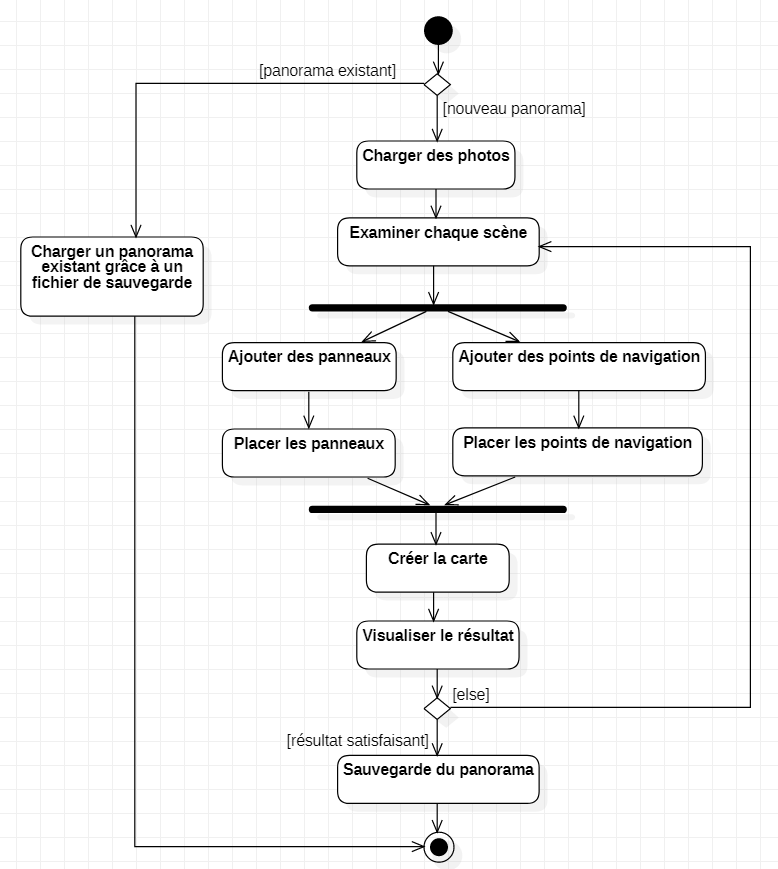 [panorama existant]
[nouveau panorama]
Charger des photos
Examiner chaque scène
Charger un panorama
existant grâce à un
fichier de sauvegarde
Ajouter des panneaux
Ajouter des points de navigation
Placer les panneaux
Placer les points de navigation
Créer la carte
Visualiser le résultat
[else]
[résultat satisfaisant]
Sauvegarde du panorama